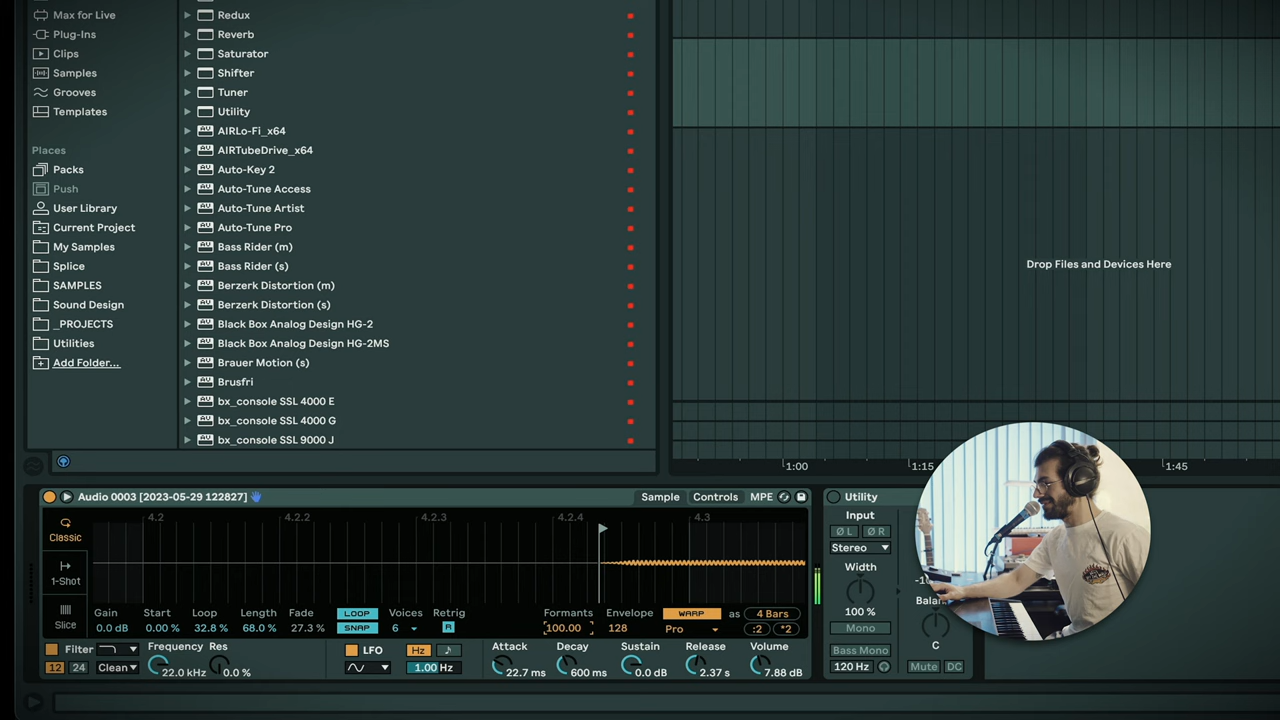 Max for Live
Plug-Ins
Clips
Samples
Grooves
Templates
Places
Packs
Push
User Library
Current Project
My Samples
Splice
SAMPLES
Sound Design
_PROJECTS
Utilities
Add Folder...
Redux
Reverb
Saturator
Shifter
Tuner
Utility
AIRLo-Fi_x64
AIRTubeDrive_x64
Auto-Key 2
Auto-Tune Access
Auto-Tune Artist
Auto-Tune Pro
Bass Rider (m)
Bass Rider (s)
Berzerk Distortion (m)
Berzerk Distortion (s)
Black Box Analog Design HG-2
Black Box Analog Design HG-2MS
Brauer Motion (s)
Brusfri
bx_console SSL 4000 E
bx_console SSL 4000 G
bx_console SSL 9000 J
Drop Files and Devices Here
1:00 1:15 1:45
Audio 0003 [2023-05-29 122827] Sample Controls MPE
4.2 4.2.2 4.2.3 4.2.4 4.3
Classic
1-Shot
Slice
Gain Start Loop Length Fade LOOP Voices Retrig Formants Envelope WARP as 4 Bars
0.0 dB 0.00 % 32.8 % 68.0 % 27.3 % SNAP 6 R 100.00 128 Pro :2 *2
Filter Frequency Res LFO Hz Attack Decay Sustain Release Volume
12 24 Clean 22.0 kHz 0.0 % 1.00 Hz 22.7 ms 600 ms 0.0 dB 2.37 s 7.88 dB
Utility
Input
Ø L Ø R
Stereo
Width
100 %
Mono
Bass Mono
120 Hz
C
Mute DC